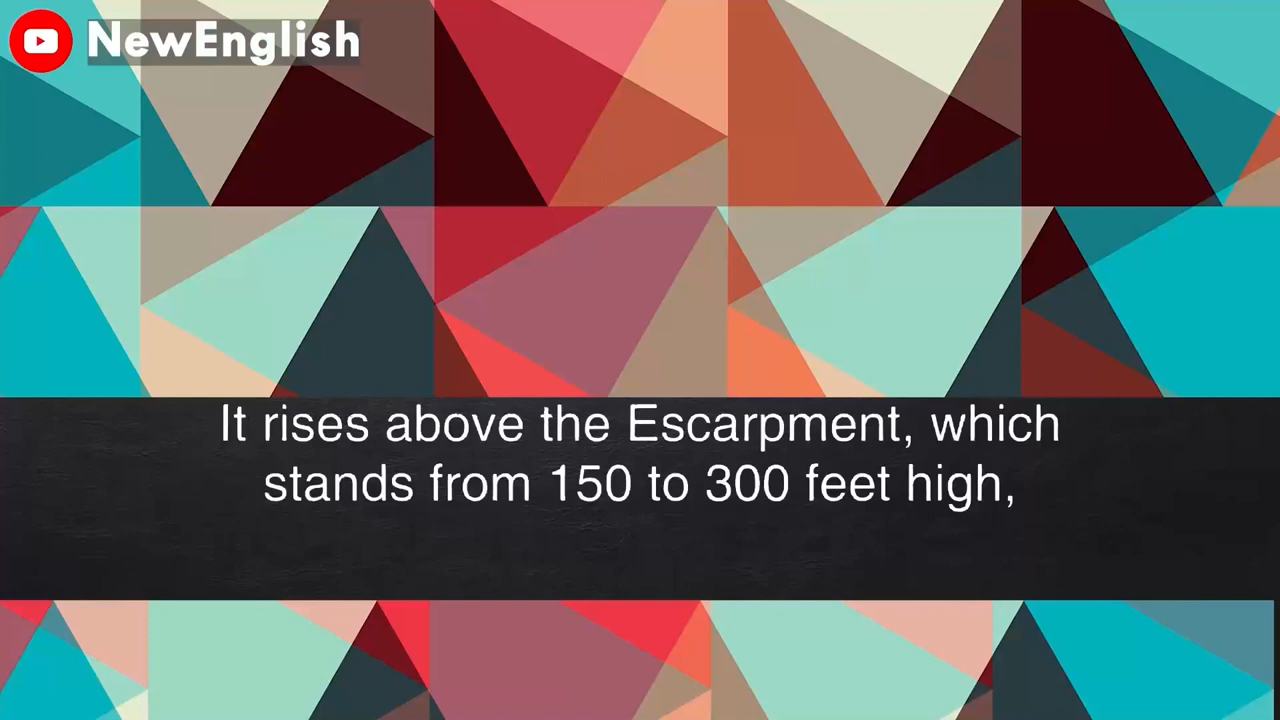 NewEnglish
It rises above the Escarpment, which
stands from 150 to 300 feet high,